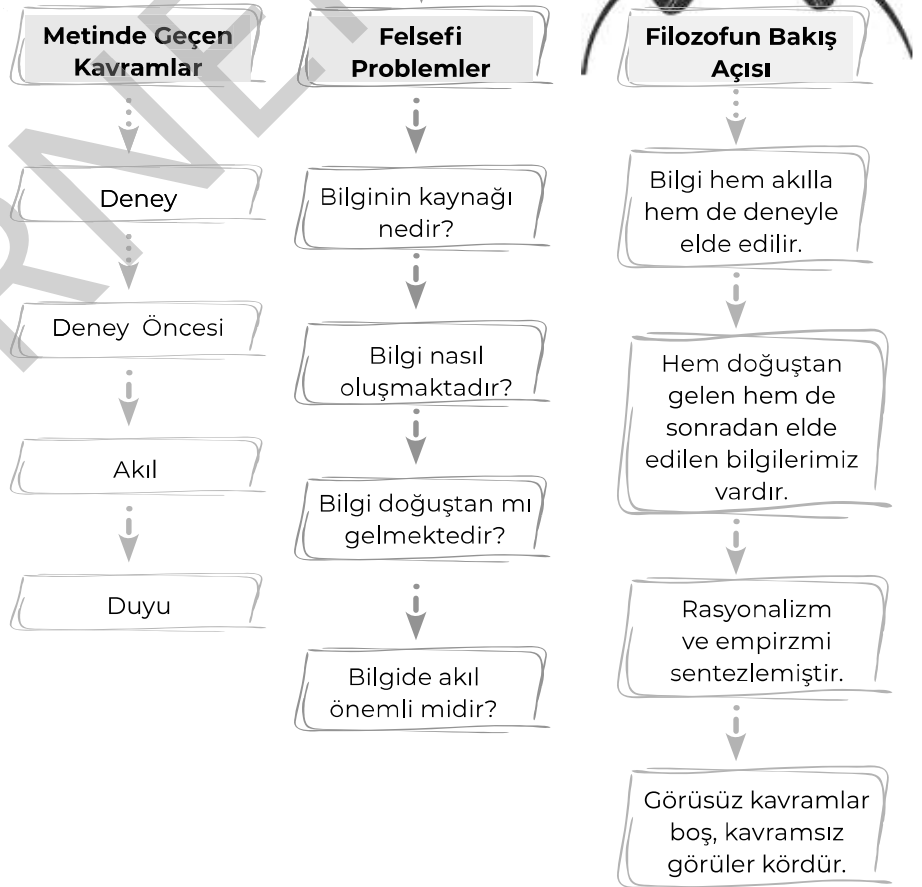 Metinde Geçen
Kavramlar
Deney
Deney Öncesi
Akıl
Duyu
Felsefi
Problemler
Bilginin kaynağı
nedir?
Bilgi nasıl
oluşmaktadır?
Bilgi doğuştan mı
gelmektedir?
Bilgide akıl
önemli midir?
Filozofun Bakış
Açısı
Bilgi hem akılla
hem de deneyle
elde edilir.
Hem doğuştan
gelen hem de
sonradan elde
edilen bilgilerimiz
vardır.
Rasyonalizm
ve empirzmi
sentezlemiştir.
Görüsüz kavramlar
boş, kavramsız
görüler kördür.